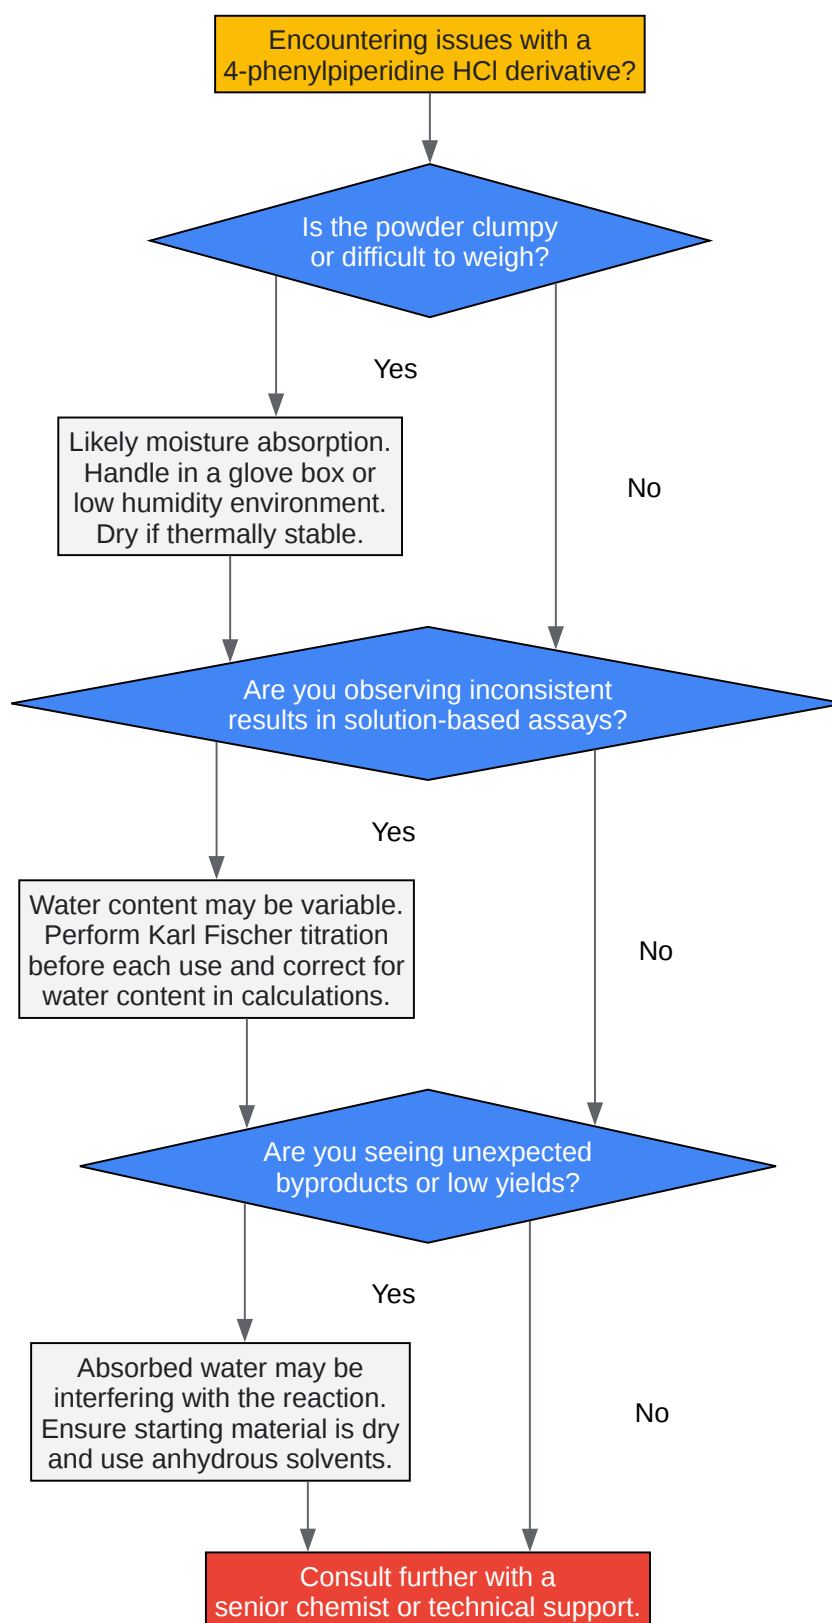 Encountering issues with a
4-phenylpiperidine HCl derivative?
Is the powder clumpy
or difficult to weigh?
Yes
Likely moisture absorption.
Handle in a glove box or
low humidity environment.
Dry if thermally stable.
No
Are you observing inconsistent
results in solution-based assays?
Yes
Water content may be variable.
Perform Karl Fischer titration
before each use and correct for
water content in calculations.
No
Are you seeing unexpected
byproducts or low yields?
Yes
Absorbed water may be
interfering with the reaction.
Ensure starting material is dry
and use anhydrous solvents.
No
Consult further with a
senior chemist or technical support.